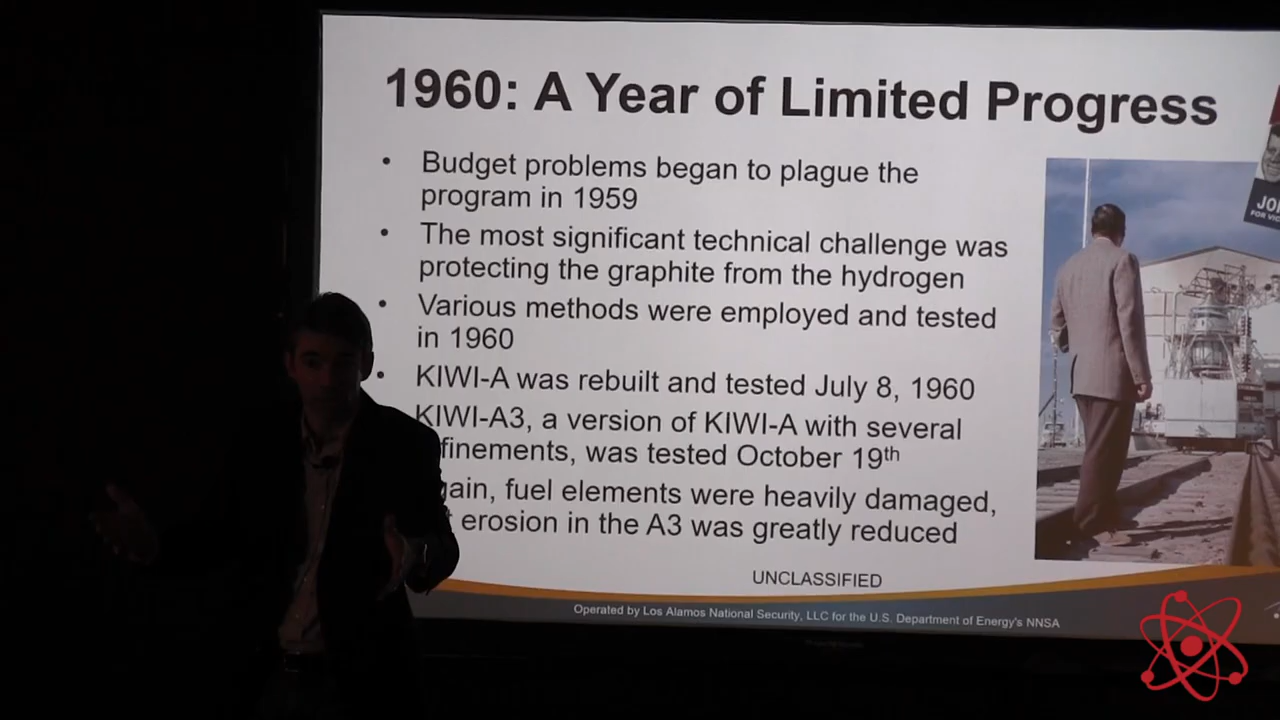 1960: A Year of Limited Progress
• Budget problems began to plague the
program in 1959
• The most significant technical challenge was
protecting the graphite from the hydrogen
• Various methods were employed and tested
in 1960
• KIWI-A was rebuilt and tested July 8, 1960
KIWI-A3, a version of KIWI-A with several
finements, was tested October 19th
gain, fuel elements were heavily damaged,
erosion in the A3 was greatly reduced
UNCLASSIFIED
Operated by Los Alamos National Security, LLC for the U.S. Department of Energy's NNSA